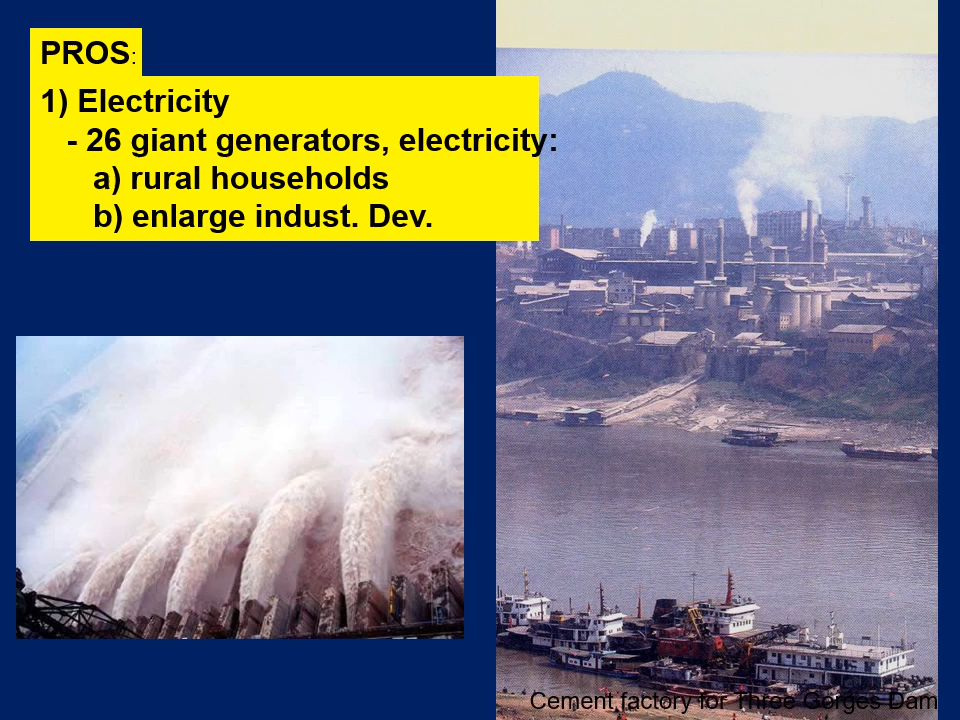 PROS:
1) Electricity
- 26 giant generators, electricity:
a) rural households
b) enlarge indust. Dev.
Cement factory for Three Gorges Dam